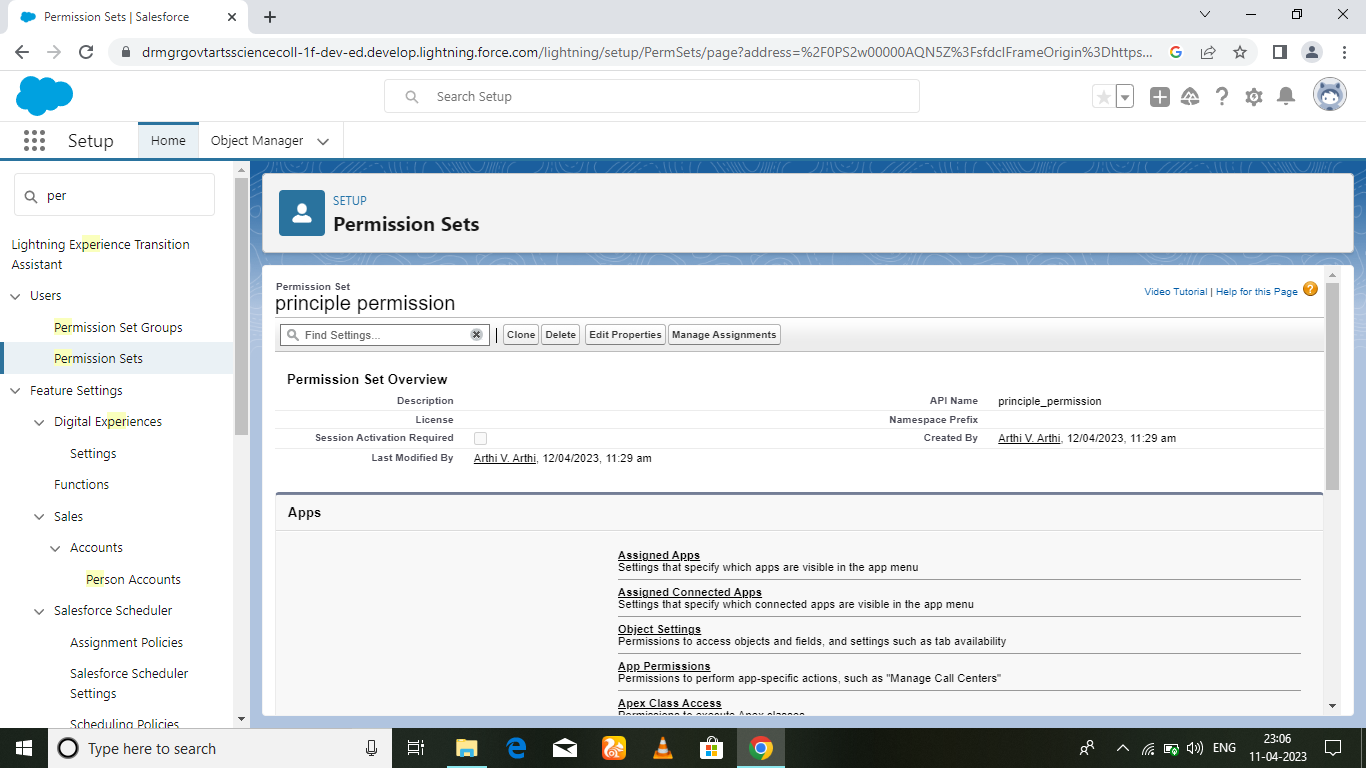 Permission Sets | Salesforce
drmgrgovtartssciencecoll-1f-dev-ed.develop.lightning.force.com/lightning/setup/PermSets/page?address=%2F0PS2w00000AQN5Z%3FsfdcIFrameOrigin%3Dhttps...
Search Setup
Setup
Home
Object Manager
per
Lightning Experience Transition
Assistant
Users
Permission Set Groups
Permission Sets
Feature Settings
Digital Experiences
Settings
Functions
Sales
Accounts
Person Accounts
Salesforce Scheduler
Assignment Policies
Salesforce Scheduler
Settings
Scheduling Policies
SETUP
Permission Sets
Permission Set
principle permission
Video Tutorial | Help for this Page
Find Settings... | Clone Delete Edit Properties Manage Assignments
Permission Set Overview
Description API Name principle_permission
License Namespace Prefix
Session Activation Required Created By Arthi V. Arthi, 12/04/2023, 11:29 am
Last Modified By Arthi V. Arthi, 12/04/2023, 11:29 am
Apps
Assigned Apps
Settings that specify which apps are visible in the app menu
Assigned Connected Apps
Settings that specify which connected apps are visible in the app menu
Object Settings
Permissions to access objects and fields, and settings such as tab availability
App Permissions
Permissions to perform app-specific actions, such as "Manage Call Centers"
Apex Class Access
Permissions to execute Apex classes
Type here to search
ENG
23:06
11-04-2023